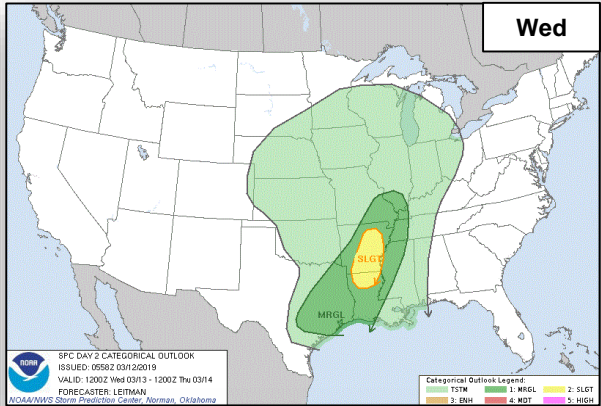 Wed
SLGT
MRGL
NOAA
SPC DAY 2 CATEGORICAL OUTLOOK
ISSUED: 0558Z 03/12/2019
VALID: 1200Z Wed 03/13 - 1200Z Thu 03/14
FORECASTER: LEITMAN
NOAA/NWS Storm Prediction Center, Norman, Oklahoma
Categorical Outlook Legend:
TSTM 1: MRGL 2: SLGT
3: ENH 4: MDT 5: HIGH